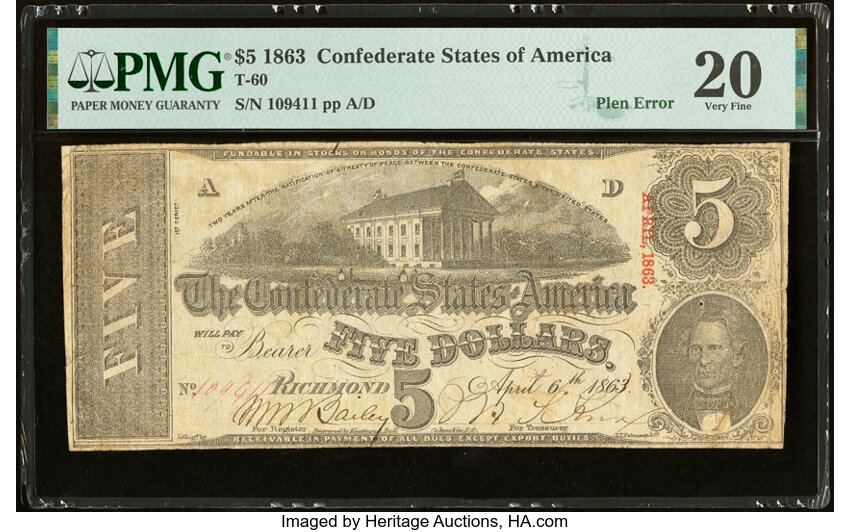 PMG® $5 1863 Confederate States of America 20
T-60
PAPER MONEY GUARANTY S/N 109411 pp A/D Plen Error Very Fine
FUNDABLE IN STOCKS OR BONDS OF THE CONFEDERATE STATES
TWO YEARS AFTER THE RATIFICATION OF A TREATY OF PEACE BETWEEN THE CONFEDERATE STATES & THE UNITED STATES
1ST SERIES
A D
5
FIVE
APRIL, 1863.
The Confederate States of America
WILL PAY
TO Bearer FIVE DOLLARS.
No 109411 RICHMOND 5 April 6th 1863
For Register For Treasurer
RECEIVABLE IN PAYMENT OF ALL DUES EXCEPT EXPORT DUTIES
Imaged by Heritage Auctions, HA.com